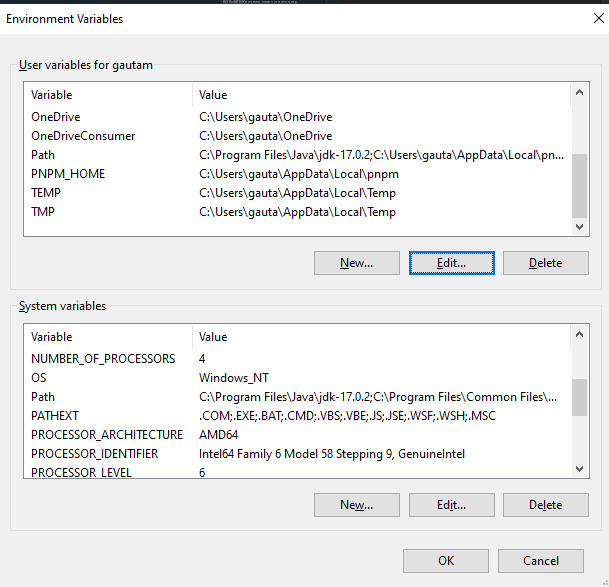 Environment Variables
User variables for gautam
Variable Value
OneDrive C:\Users\gauta\OneDrive
OneDriveConsumer C:\Users\gauta\OneDrive
Path C:\Program Files\Java\jdk-17.0.2;C:\Users\gauta\AppData\Local\pn...
PNPM_HOME C:\Users\gauta\AppData\Local\pnpm
TEMP C:\Users\gauta\AppData\Local\Temp
TMP C:\Users\gauta\AppData\Local\Temp
New... Edit... Delete
System variables
Variable Value
NUMBER_OF_PROCESSORS 4
OS Windows_NT
Path C:\Program Files\Java\jdk-17.0.2;C:\Program Files\Common Files\...
PATHEXT .COM;.EXE;.BAT;.CMD;.VBS;.VBE;.JS;.JSE;.WSF;.WSH;.MSC
PROCESSOR_ARCHITECTURE AMD64
PROCESSOR_IDENTIFIER Intel64 Family 6 Model 58 Stepping 9, GenuineIntel
PROCESSOR_LEVEL 6
New... Edit... Delete
OK Cancel